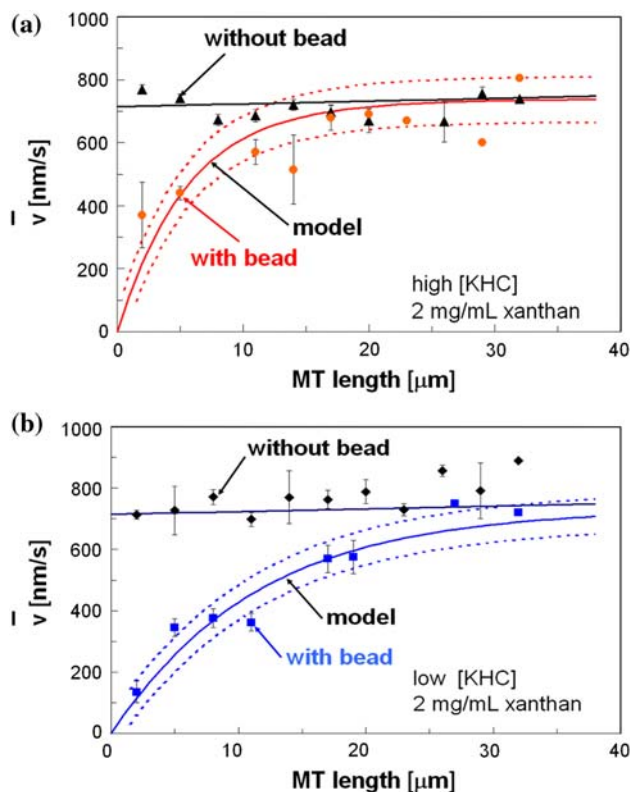 (a)
1000
800
600
400
200
0
v̄ [nm/s]
without bead
model
with bead
high [KHC]
2 mg/mL xanthan
0 10 20 30 40
MT length [μm]
(b)
1000
800
600
400
200
0
v̄ [nm/s]
without bead
model
with bead
low [KHC]
2 mg/mL xanthan
0 10 20 30 40
MT length [μm]